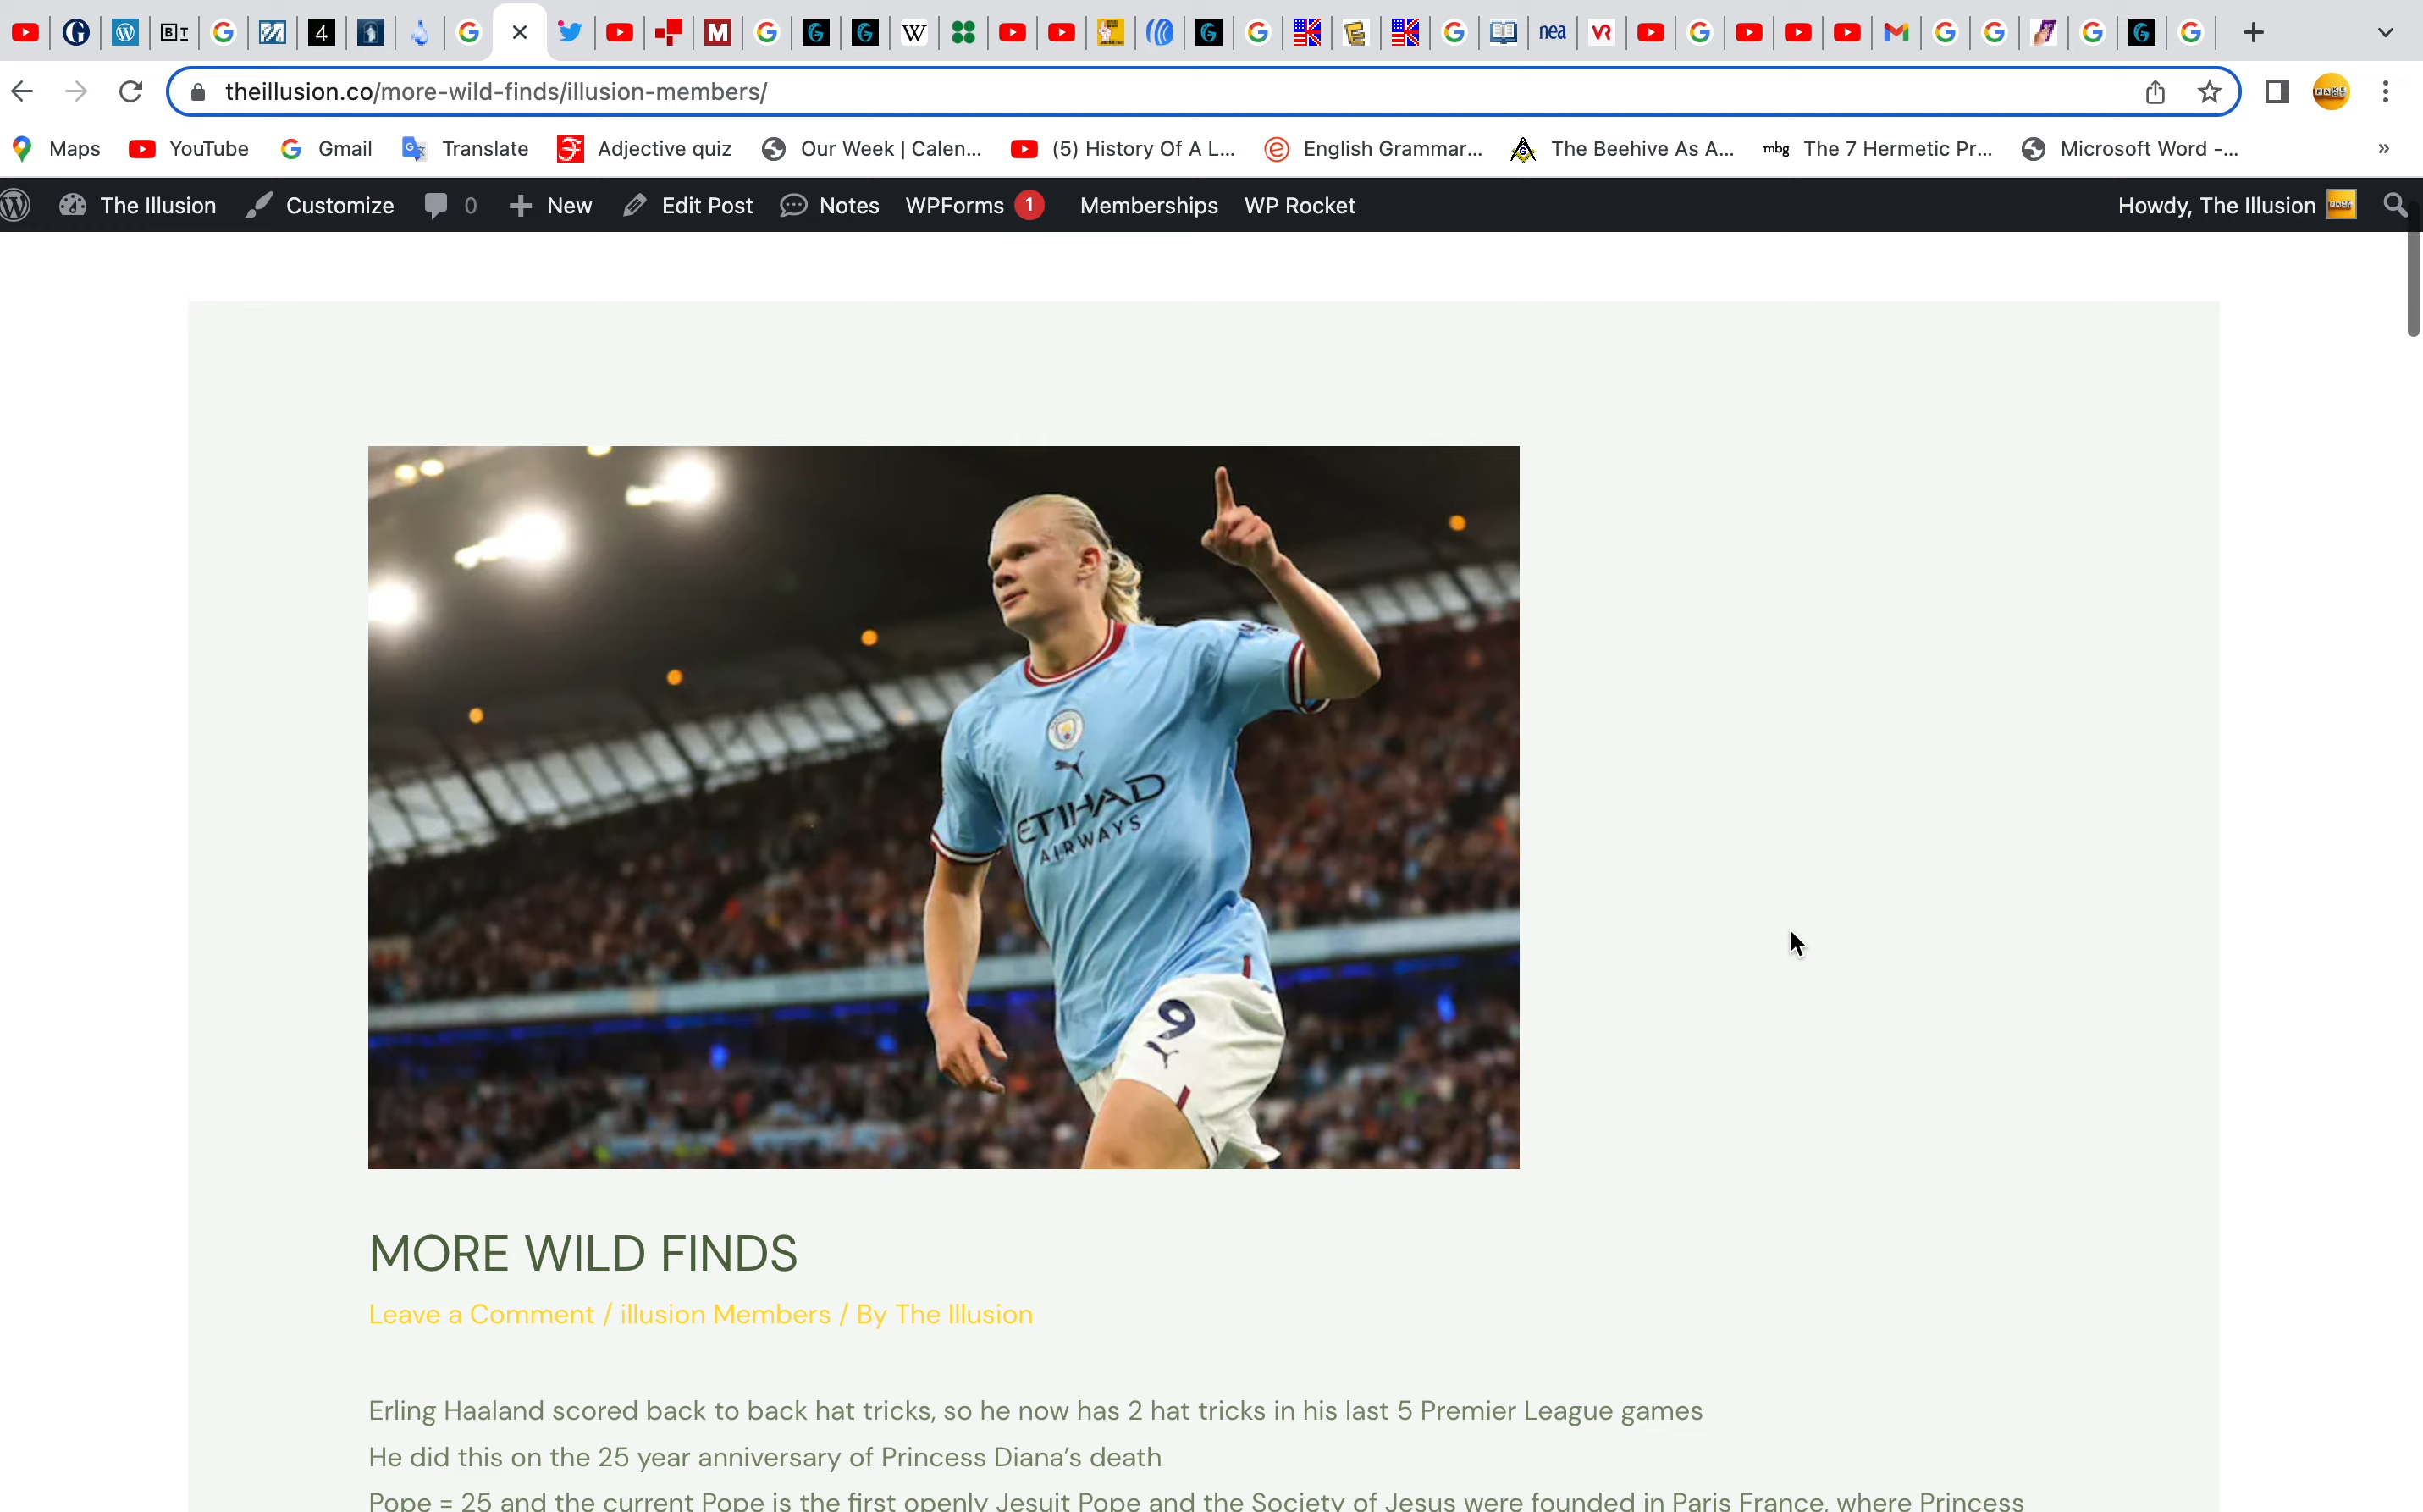 4
nea
theillusion.co/more-wild-finds/illusion-members/
Maps YouTube Gmail Translate Adjective quiz Our Week | Calen... (5) History Of A L... English Grammar... The Beehive As A... mbg The 7 Hermetic Pr... Microsoft Word -... »
The Illusion Customize 0 New Edit Post Notes WPForms 1 Memberships WP Rocket Howdy, The Illusion
ETIHAD
AIRWAYS
9
MORE WILD FINDS
Leave a Comment / illusion Members / By The Illusion
Erling Haaland scored back to back hat tricks, so he now has 2 hat tricks in his last 5 Premier League games
He did this on the 25 year anniversary of Princess Diana’s death
Pope = 25 and the current Pope is the first openly Jesuit Pope and the Society of Jesus were founded in Paris France, where Princess